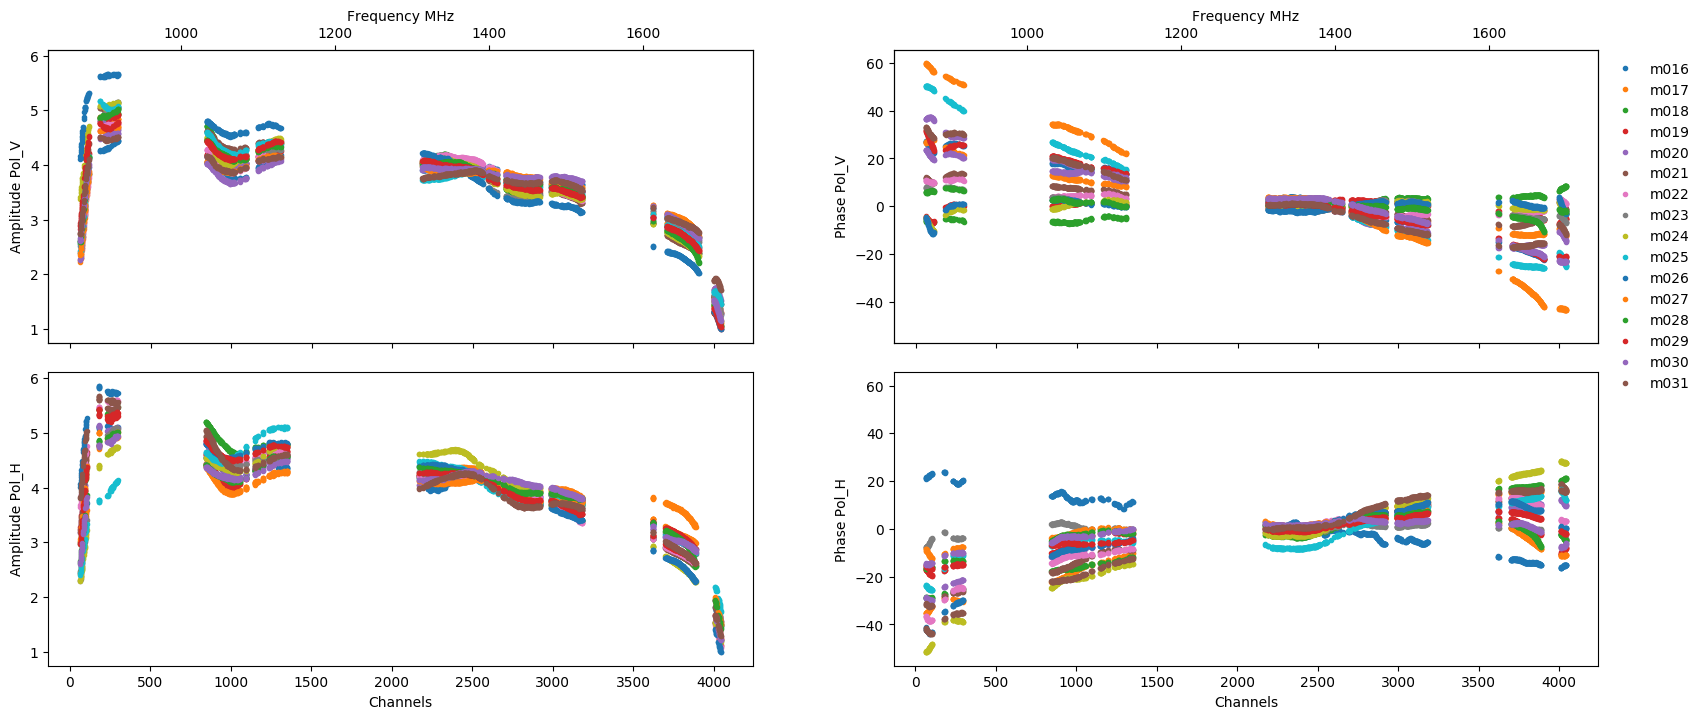 Frequency MHz
1000 1200 1400 1600
6
5
4
3
2
1
Amplitude Pol_V
Frequency MHz
1000 1200 1400 1600
60
40
20
0
−20
−40
Phase Pol_V
m016
m017
m018
m019
m020
m021
m022
m023
m024
m025
m026
m027
m028
m029
m030
m031
6
5
4
3
2
1
Amplitude Pol_H
0 500 1000 1500 2000 2500 3000 3500 4000
Channels
60
40
20
0
−20
−40
Phase Pol_H
0 500 1000 1500 2000 2500 3000 3500 4000
Channels